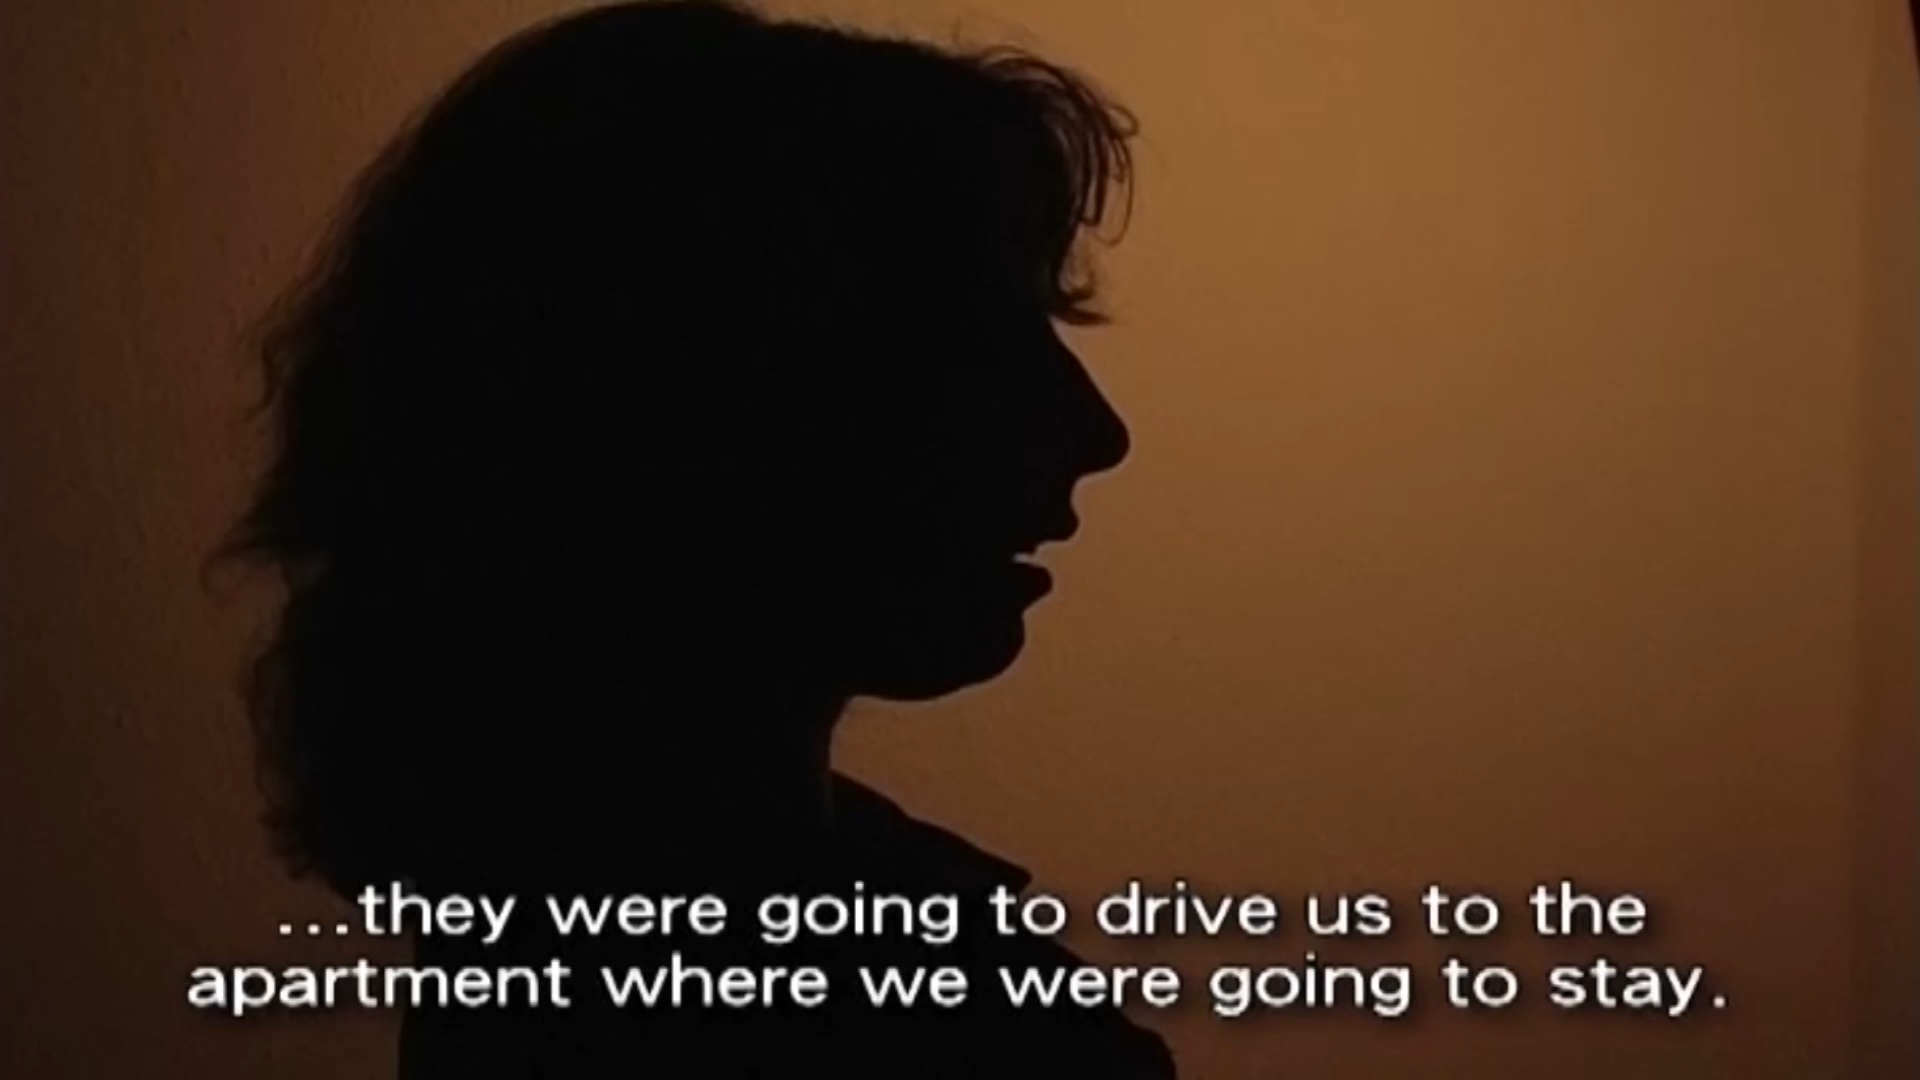 ...they were going to drive us to the
apartment where we were going to stay.